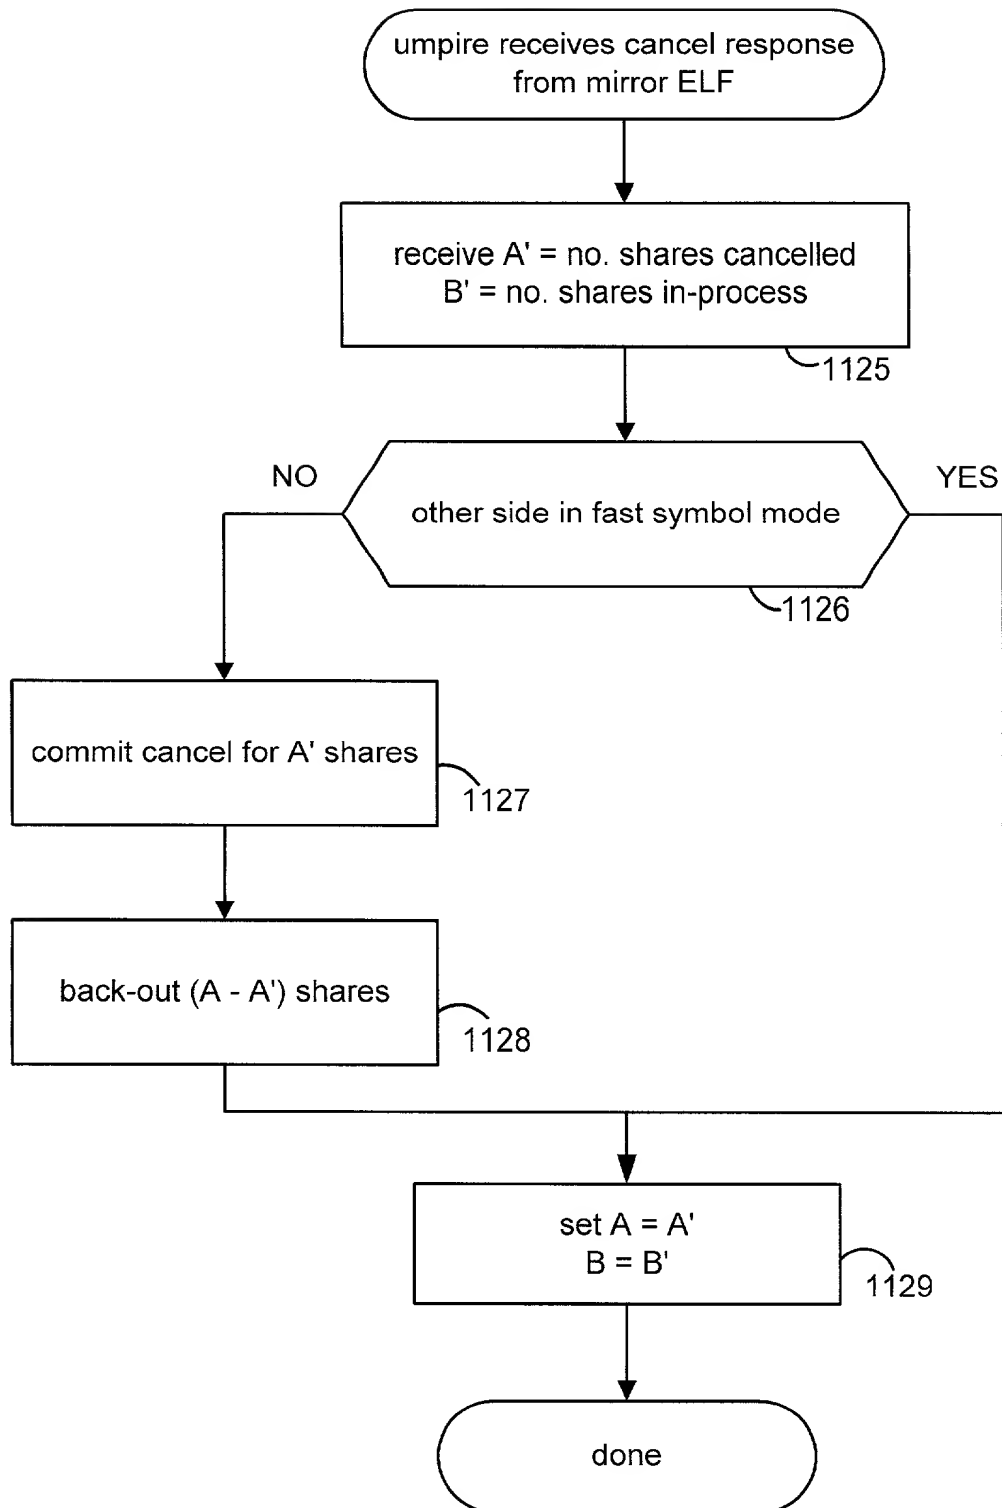 umpire receives cancel response
from mirror ELF
receive A' = no. shares cancelled
B' = no. shares in-process
1125
NO
YES
other side in fast symbol mode
1126
commit cancel for A' shares
1127
back-out (A - A') shares
1128
set A = A'
B = B'
1129
done